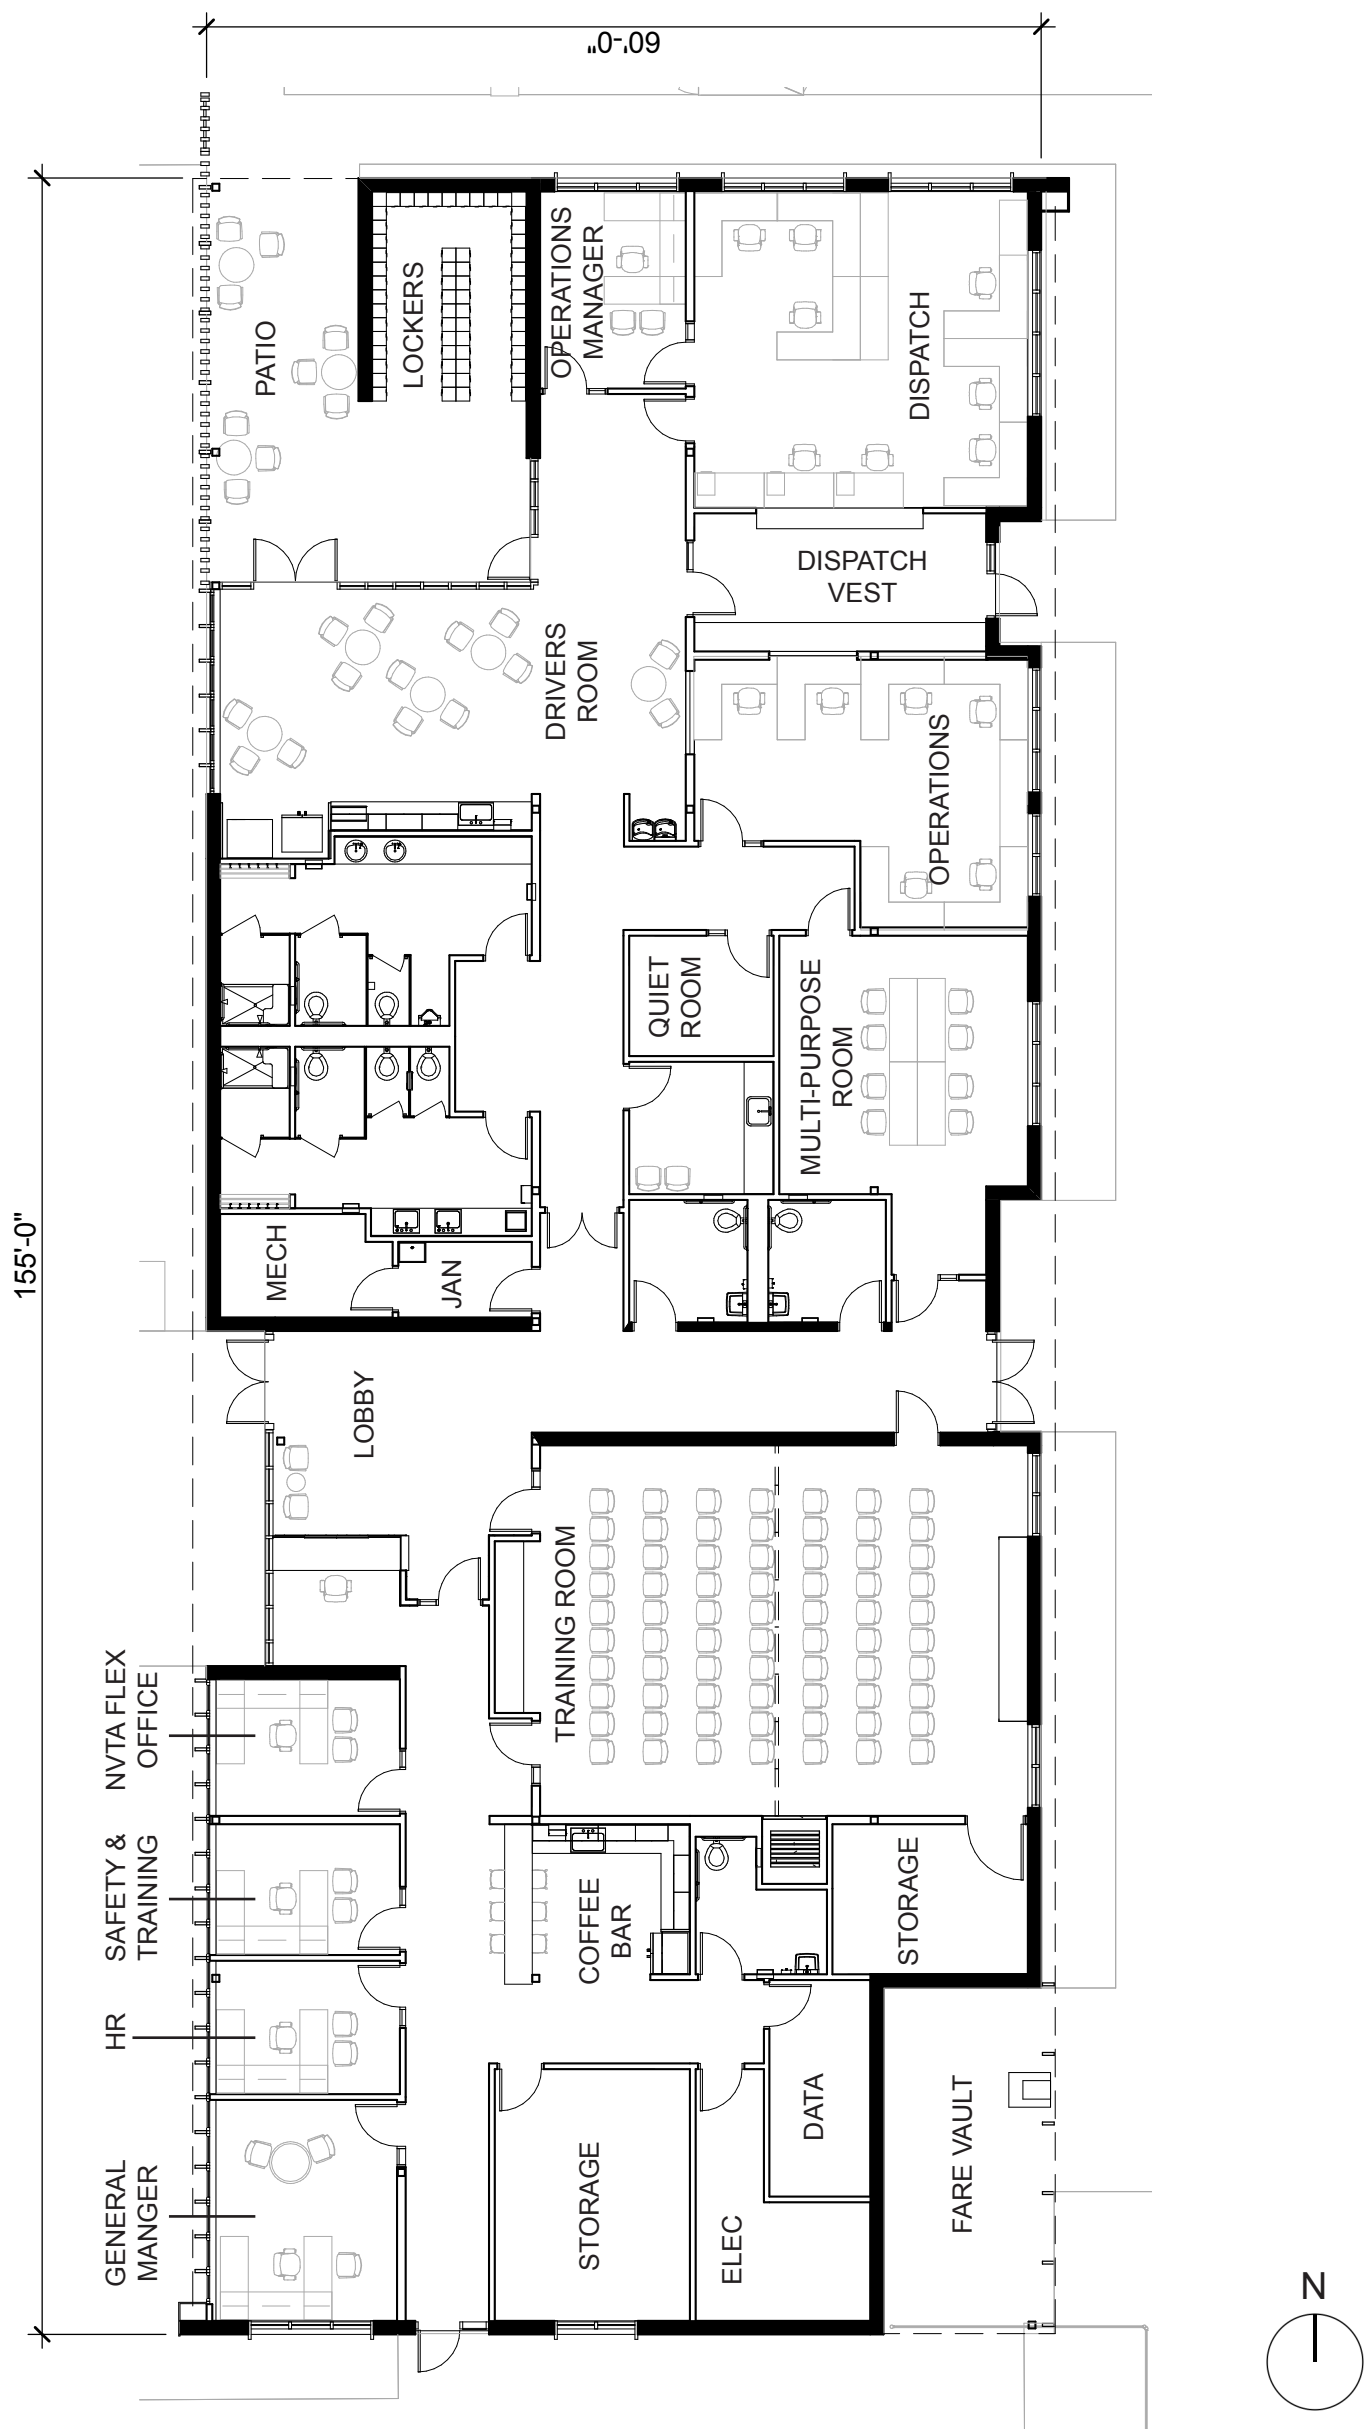 60'-0"
OPERATIONS
MANAGER
LOCKERS
PATIO
DISPATCH
DISPATCH
VEST
DRIVERS
ROOM
OPERATIONS
QUIET
ROOM
MULTI-PURPOSE
ROOM
155'-0"
MECH
JAN
LOBBY
TRAINING ROOM
NVTA FLEX
OFFICE
SAFETY &
TRAINING
COFFEE
BAR
STORAGE
HR
DATA
FARE VAULT
GENERAL
MANGER
STORAGE
ELEC
N